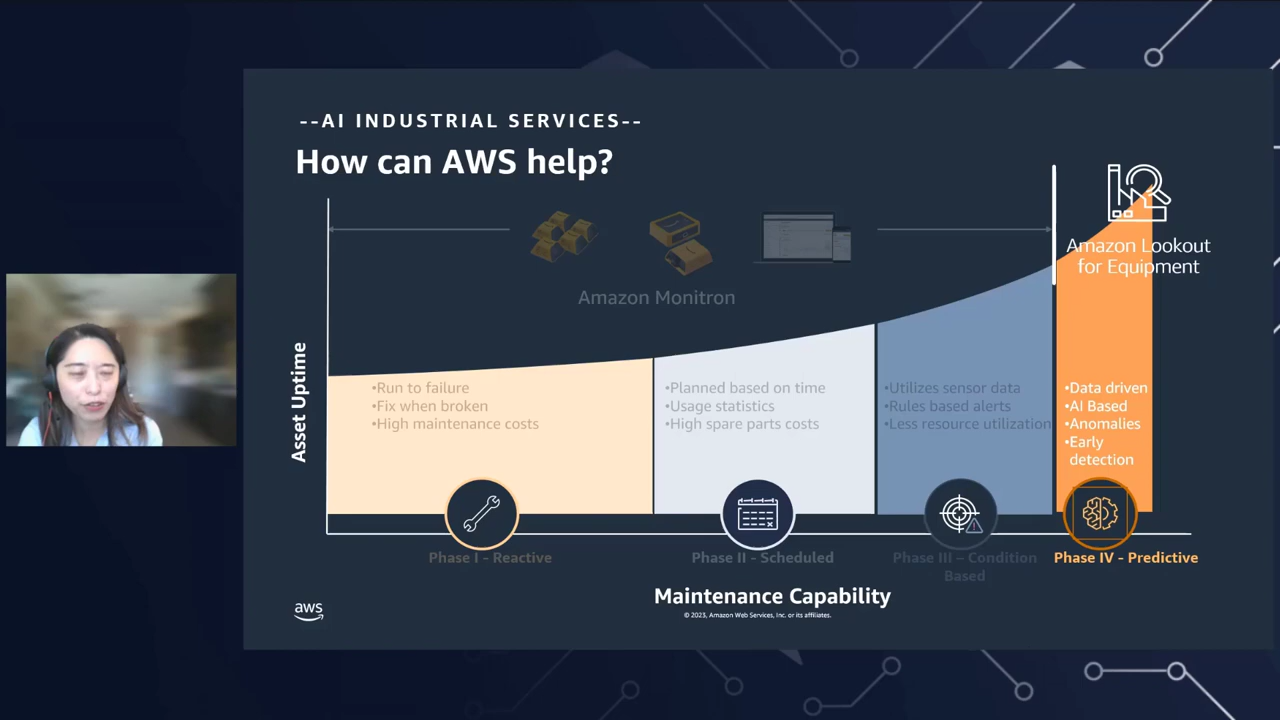 --AI INDUSTRIAL SERVICES--
How can AWS help?
Amazon Monitron
Amazon Lookout
for Equipment
Asset Uptime
•Run to failure
•Fix when broken
•High maintenance costs
•Planned based on time
•Usage statistics
•High spare parts costs
•Utilizes sensor data
•Rules based alerts
•Less resource utilization
•Data driven
•AI Based
•Anomalies
•Early
detection
Phase I - Reactive
Phase II - Scheduled
Phase III – Condition
Based
Phase IV - Predictive
Maintenance Capability
© 2023, Amazon Web Services, Inc. or its affiliates.
aws